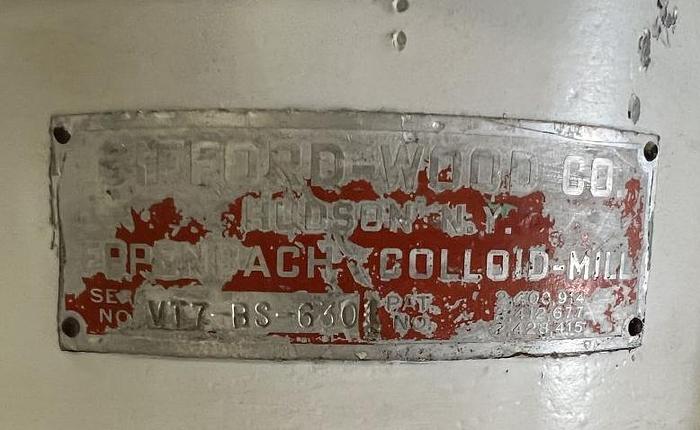 GIFFORD-WOOD CO.
HUDSON N.Y.
EPPENBACH COLLOID-MILL
SER. NO. VT7-BS-630 PAT. NO.
2,412,677
2,428,415